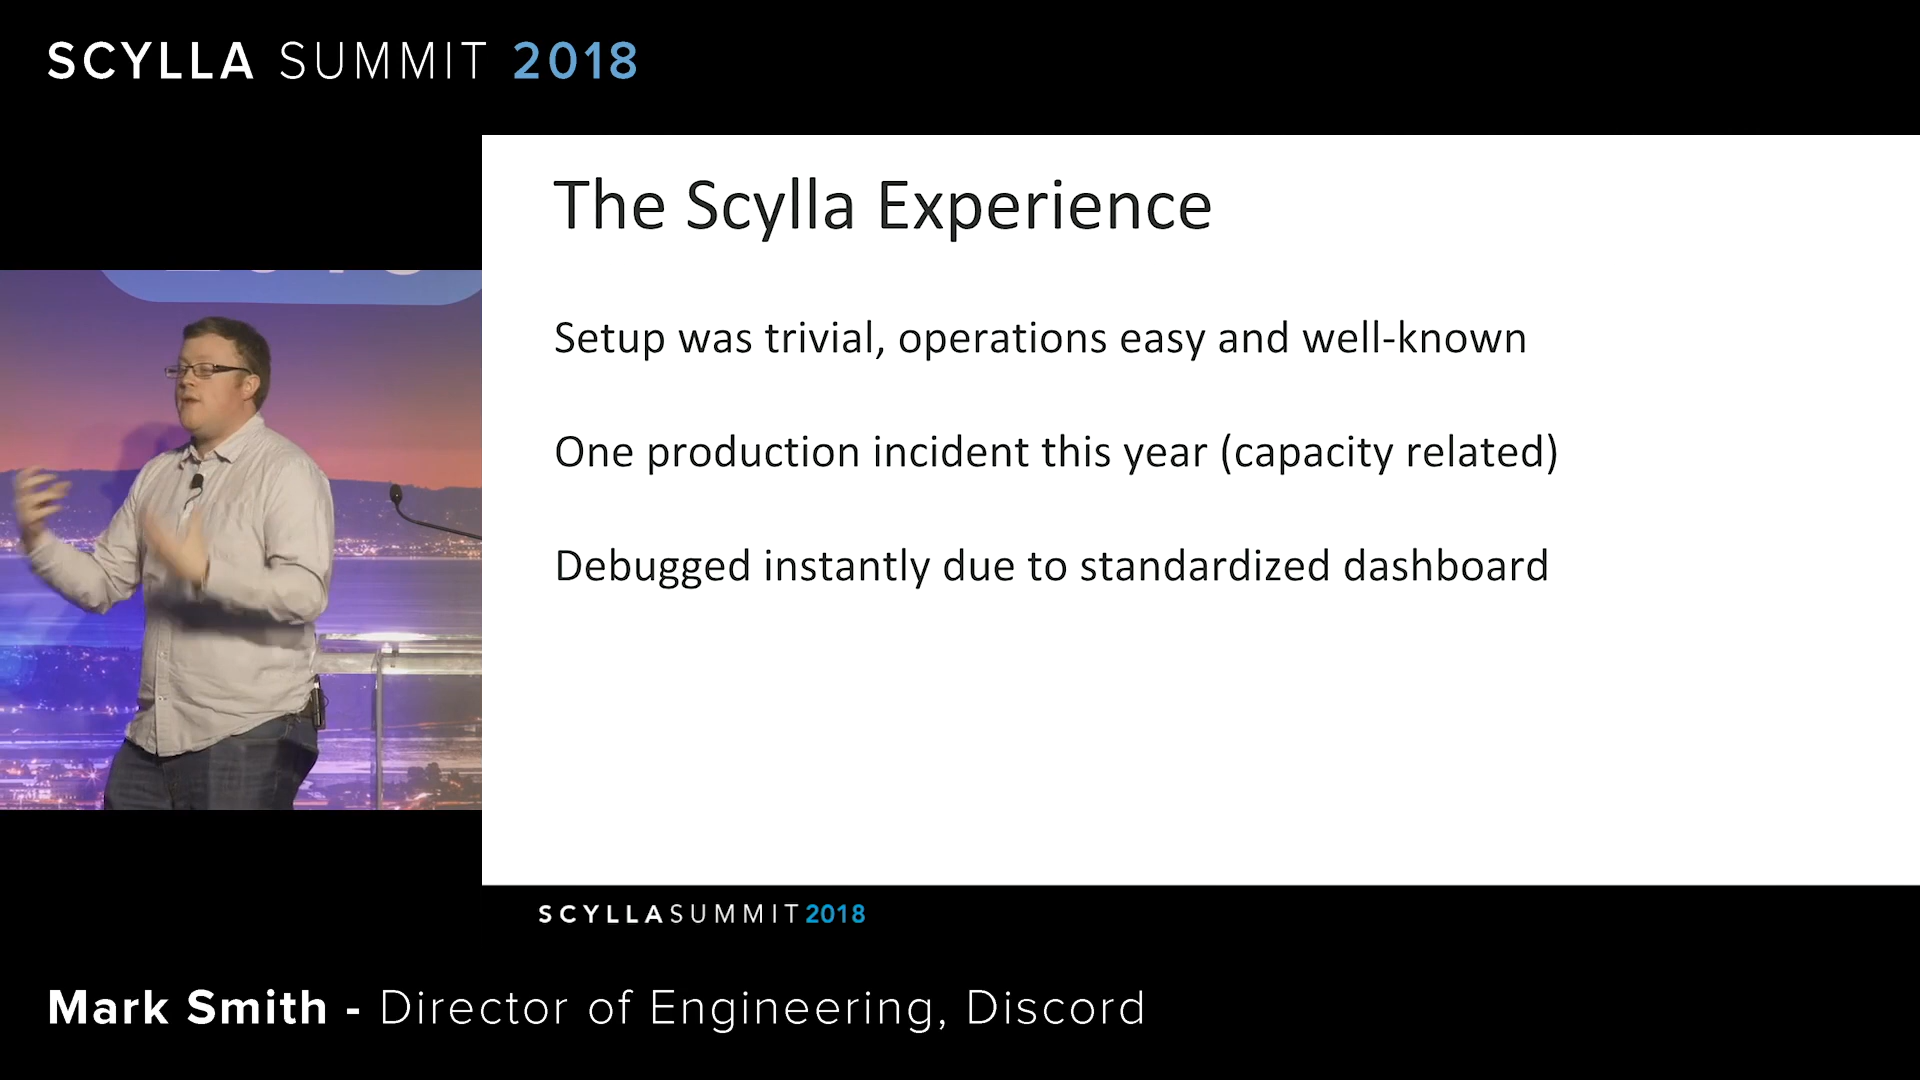 SCYLLA SUMMIT 2018
The Scylla Experience
Setup was trivial, operations easy and well-known
One production incident this year (capacity related)
Debugged instantly due to standardized dashboard
SCYLLASUMMIT2018
Mark Smith - Director of Engineering, Discord